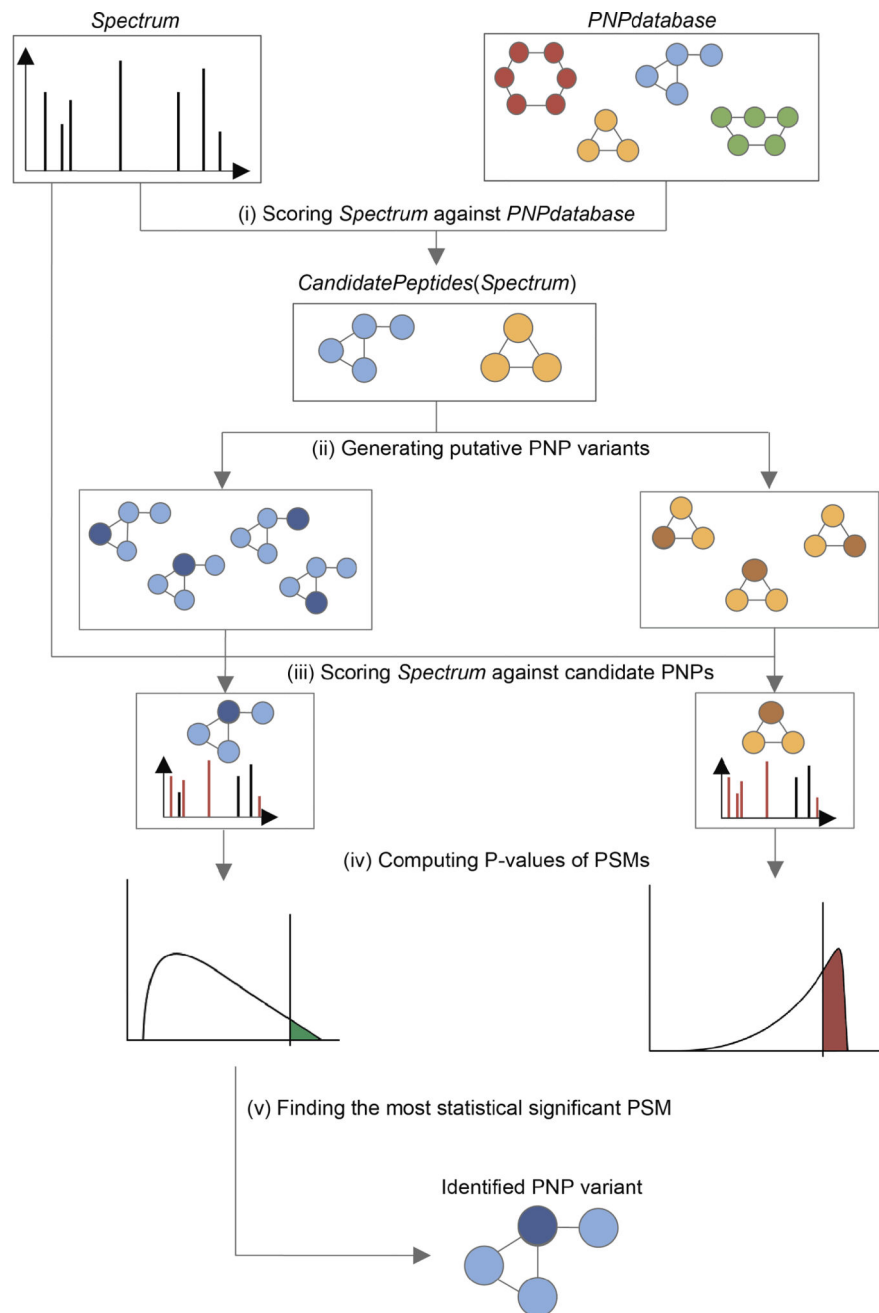 Spectrum
PNPdatabase
(i) Scoring Spectrum against PNPdatabase
CandidatePeptides(Spectrum)
(ii) Generating putative PNP variants
(iii) Scoring Spectrum against candidate PNPs
(iv) Computing P-values of PSMs
(v) Finding the most statistical significant PSM
Identified PNP variant